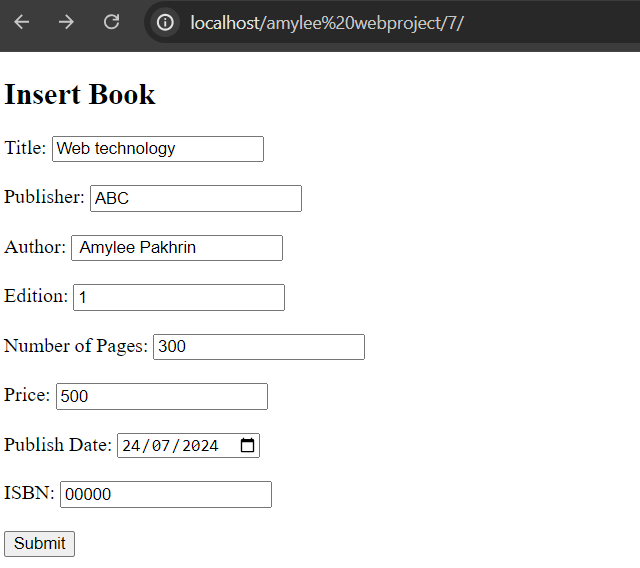 localhost/amylee%20webproject/7/
Insert Book
Title: Web technology
Publisher: ABC
Author: Amylee Pakhrin
Edition: 1
Number of Pages: 300
Price: 500
Publish Date: 24/07/2024
ISBN: 00000
Submit